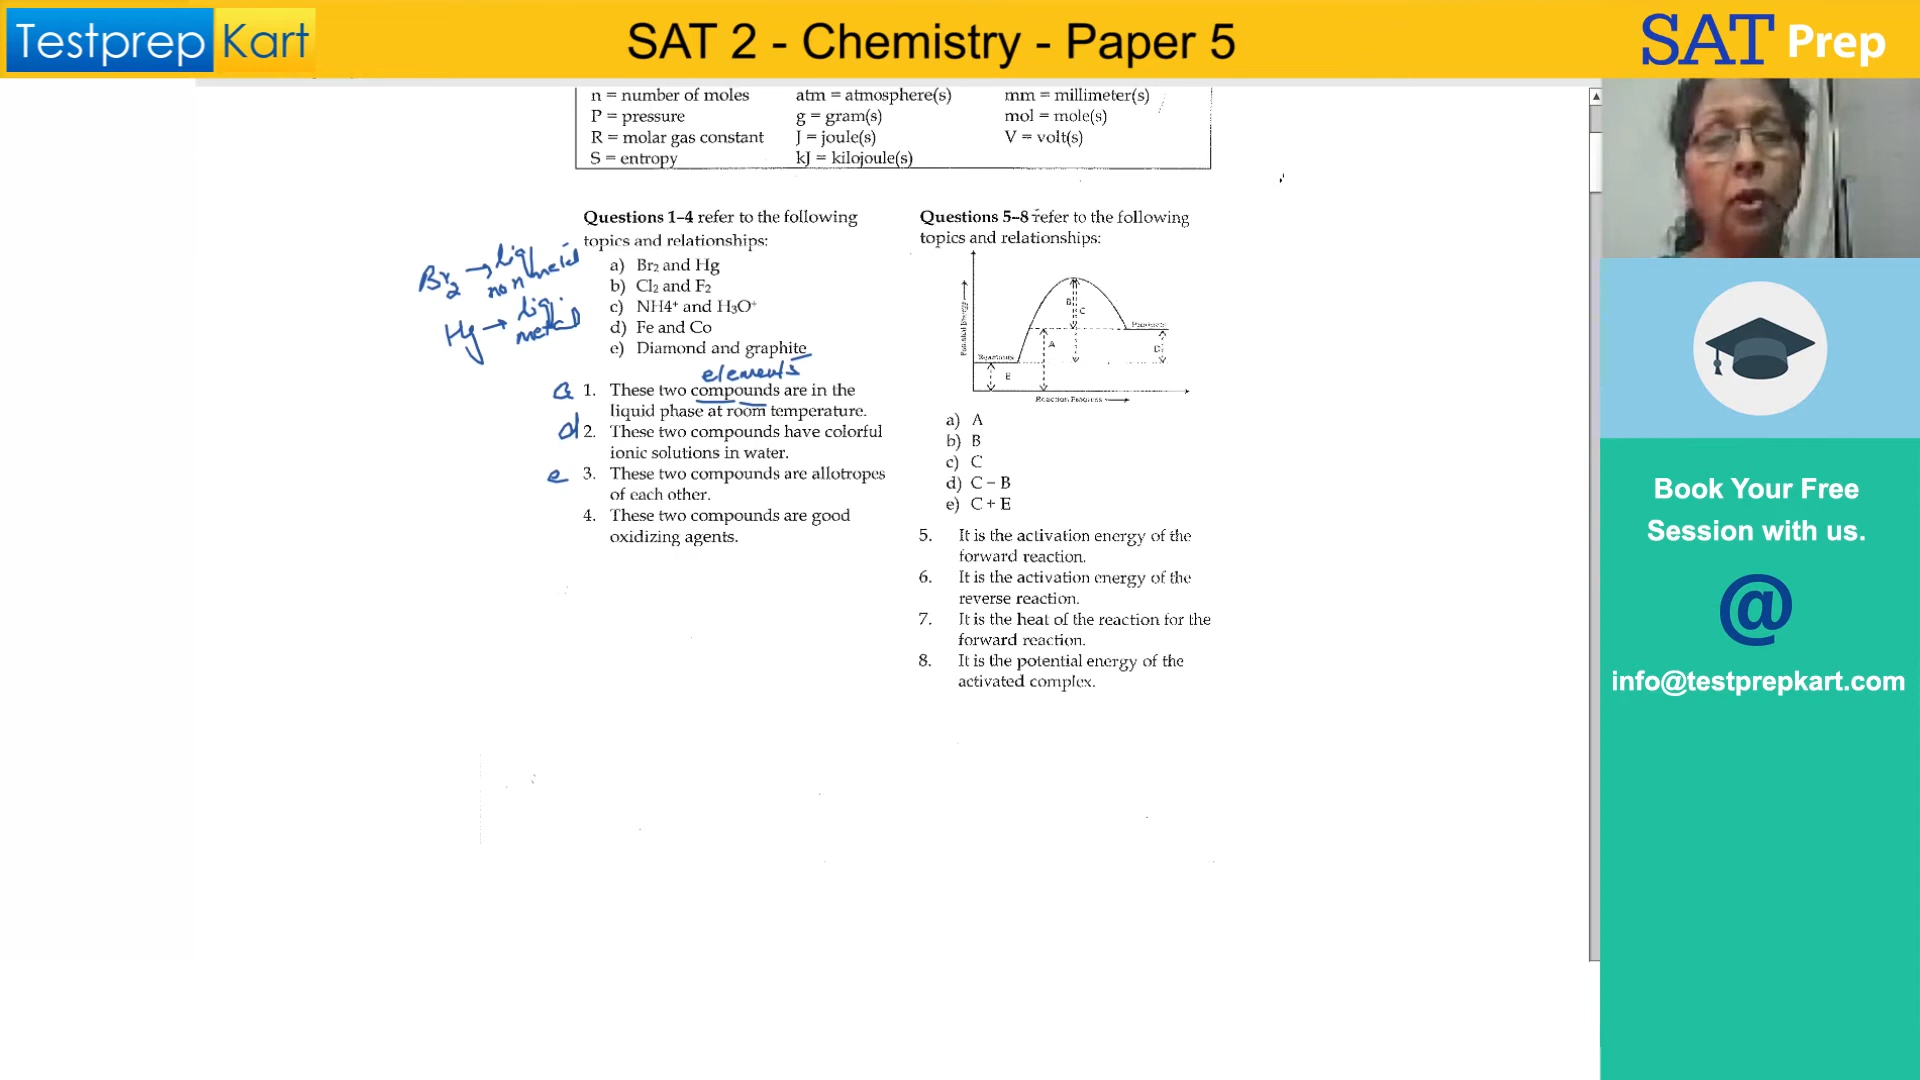 Testprep Kart
SAT 2 - Chemistry - Paper 5
SAT Prep
n = number of moles atm = atmosphere(s) mm = millimeter(s)
P = pressure g = gram(s) mol = mole(s)
R = molar gas constant J = joule(s) V = volt(s)
S = entropy kJ = kilojoule(s)
Questions 1–4 refer to the following
topics and relationships:
Br2 → liq
non metal
Hg → liq
metal
a) Br₂ and Hg
b) Cl₂ and F₂
c) NH4⁺ and H₃O⁺
d) Fe and Co
e) Diamond and graphite
elements
a 1. These two compounds are in the
liquid phase at room temperature.
d 2. These two compounds have colorful
ionic solutions in water.
e 3. These two compounds are allotropes
of each other.
4. These two compounds are good
oxidizing agents.
Questions 5–8 refer to the following
topics and relationships:
Potential Energy
B
C
Products
A
Reactants
D
E
Reaction Progress
a) A
b) B
c) C
d) C – B
e) C + E
5. It is the activation energy of the
forward reaction.
6. It is the activation energy of the
reverse reaction.
7. It is the heat of the reaction for the
forward reaction.
8. It is the potential energy of the
activated complex.
Book Your Free
Session with us.
@
info@testprepkart.com